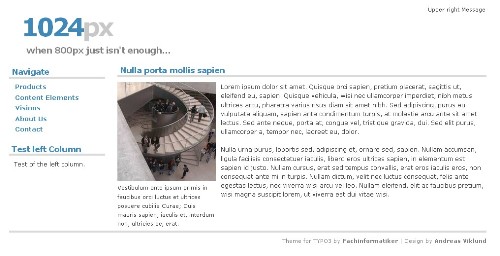 Upper right Message
1024px
when 800px just isn't enough...
Navigate
Products
Content Elements
Visions
About Us
Contact
Test left Column
Test of the left column.
Nulla porta mollis sapien
Lorem ipsum dolor sit amet. Quisque orci sapien, pretium placerat, sagittis ut,
eleifend eu, sapien. Quisque vehicula, wisi nec ullamcorper imperdiet, nibh metus
ultrices arcu, pharetra varius risus diam sit amet nibh. Sed adipiscing, purus eu
vulputate aliquam, sapien ante condimentum turpis, at molestie arcu ante sit amet
lectus. Sed ante neque, porta at, congue vel, tristique gravida, dui. Sed elit purus,
ullamcorper a, tempor nec, laoreet eu, dolor.
Nulla urna purus, lobortis sed, adipiscing et, ornare sed, sapien. Nullam accumsan,
ligula facilisis consectetuer iaculis, libero eros ultrices sapien, in elementum est
sapien id justo. Nullam cursus, erat sed tempus convallis, erat eros iaculis eros, non
consequat ante mi in turpis. Nullam dictum, velit nec luctus consequat, felis ante
egestas lectus, nec viverra wisi arcu vel leo. Nullam eleifend, elit ac faucibus pretium,
wisi magna suscipit lorem, ut viverra est dui vitae wisi.
Vestibulum ante ipsum primis in
faucibus orci luctus et ultrices
posuere cubilia Curae; Duis
mauris sapien, iaculis et, interdum
non, ultricies ac, erat.
Theme for TYPO3 by Fachinformatiker | Design by Andreas Viklund